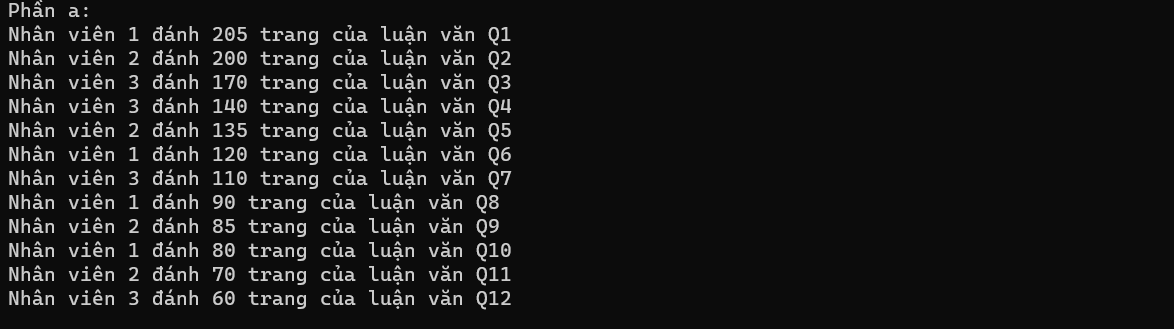 Phần a:
Nhân viên 1 đánh 205 trang của luận văn Q1
Nhân viên 2 đánh 200 trang của luận văn Q2
Nhân viên 3 đánh 170 trang của luận văn Q3
Nhân viên 3 đánh 140 trang của luận văn Q4
Nhân viên 2 đánh 135 trang của luận văn Q5
Nhân viên 1 đánh 120 trang của luận văn Q6
Nhân viên 3 đánh 110 trang của luận văn Q7
Nhân viên 1 đánh 90 trang của luận văn Q8
Nhân viên 2 đánh 85 trang của luận văn Q9
Nhân viên 1 đánh 80 trang của luận văn Q10
Nhân viên 2 đánh 70 trang của luận văn Q11
Nhân viên 3 đánh 60 trang của luận văn Q12